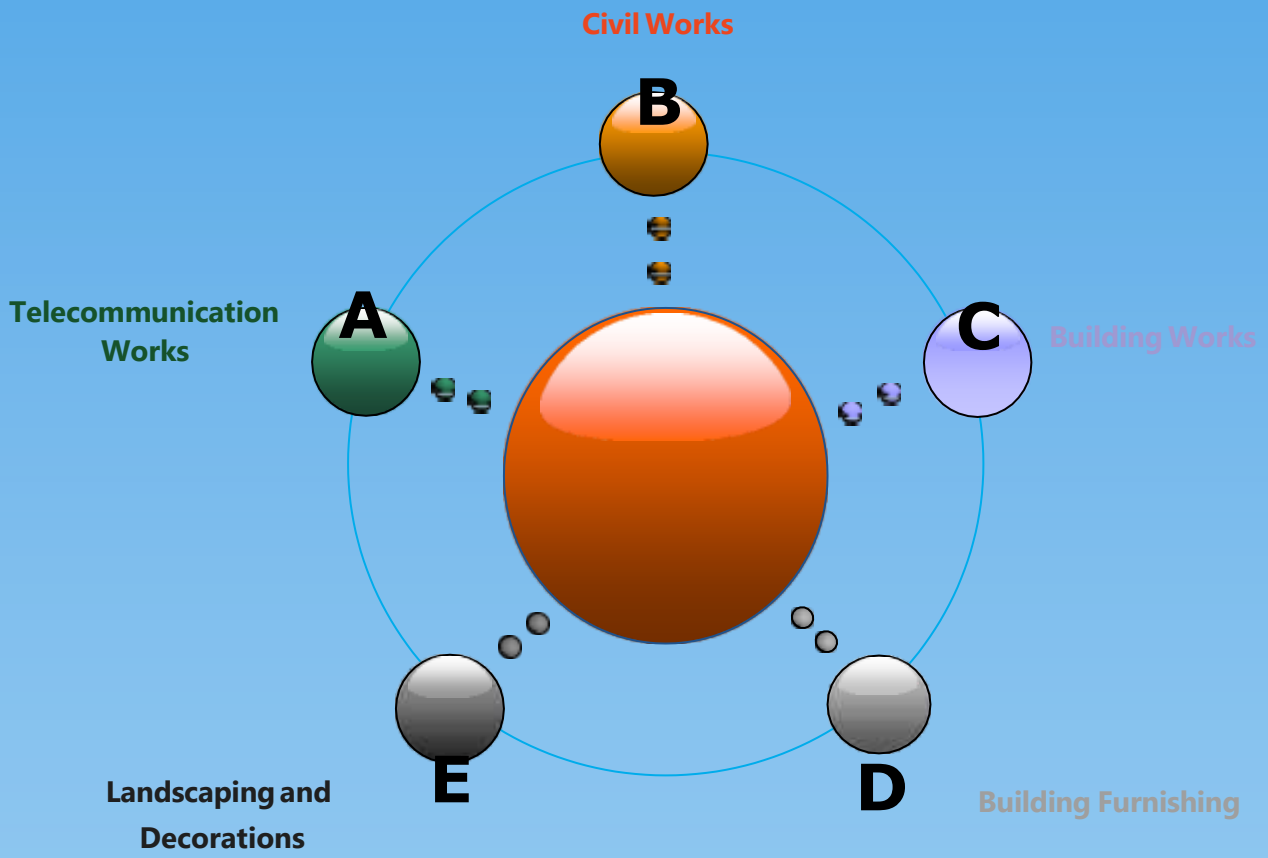 Civil Works
B
Telecommunication
Works
A
C
Building Works
E
D
Landscaping and
Decorations
Building Furnishing